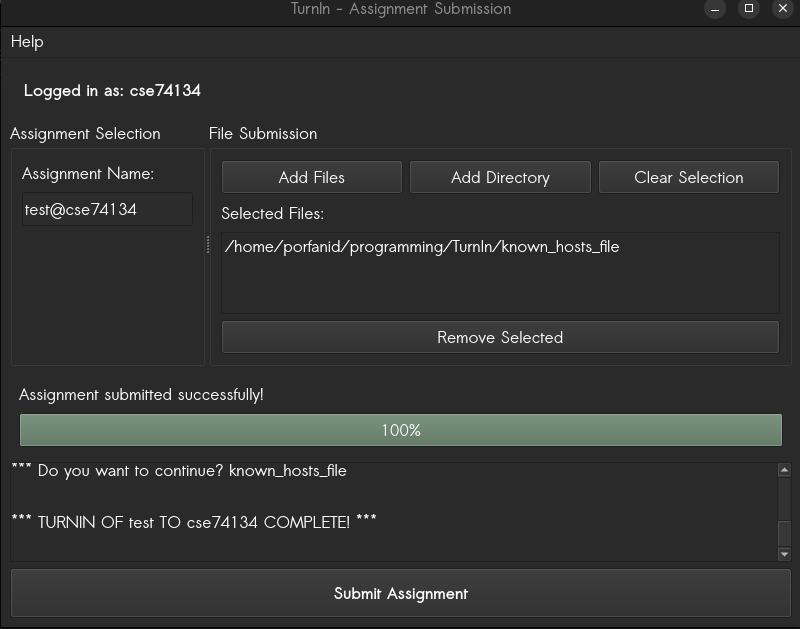 TurnIn - Assignment Submission
Help
Logged in as: cse74134
Assignment Selection
File Submission
Assignment Name:
test@cse74134
Add Files
Add Directory
Clear Selection
Selected Files:
/home/porfanid/programming/TurnIn/known_hosts_file
Remove Selected
Assignment submitted successfully!
100%
*** Do you want to continue? known_hosts_file
*** TURNIN OF test TO cse74134 COMPLETE! ***
Submit Assignment